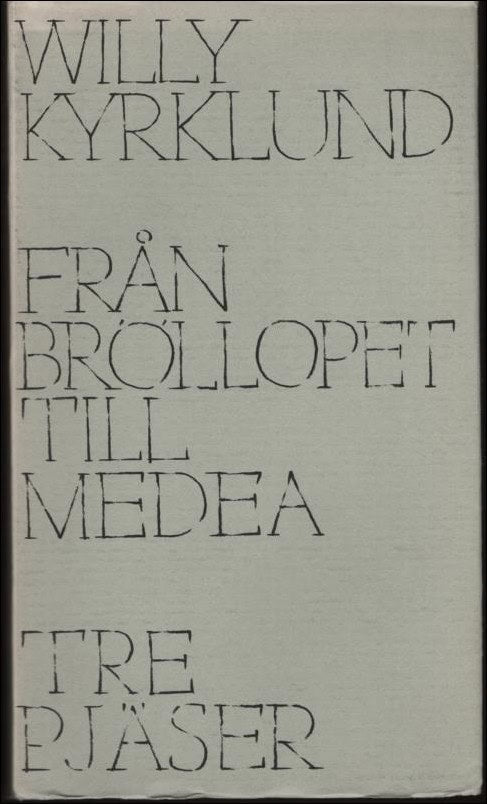 WILLY
KYRKLUND
FRÅN
BRÖLLOPET
TILL
MEDEA
TRE
PJÄSER